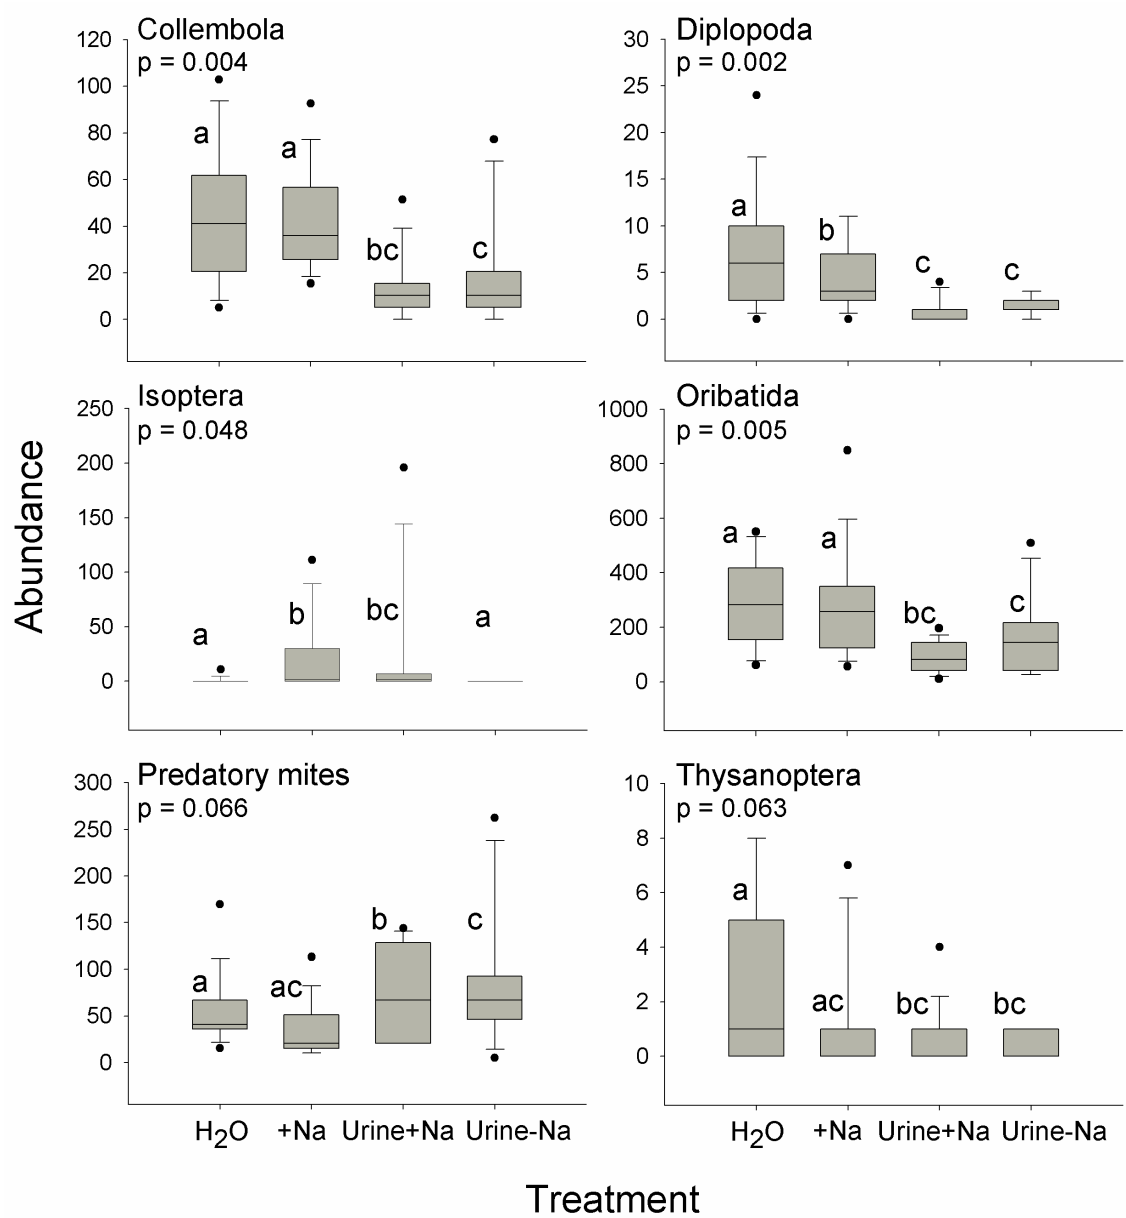 Collembola
p = 0.004
120
100
80
60
40
20
0
a
a
bc
c
Diplopoda
p = 0.002
30
25
20
15
10
5
0
a
b
c
c
Isoptera
p = 0.048
250
200
150
100
50
0
a
b
bc
a
Oribatida
p = 0.005
1000
800
600
400
200
0
a
a
bc
c
Predatory mites
p = 0.066
300
250
200
150
100
50
0
a
ac
b
c
Thysanoptera
p = 0.063
10
8
6
4
2
0
a
ac
bc
bc
H2O +Na Urine+Na Urine-Na
H2O +Na Urine+Na Urine-Na
Abundance
Treatment